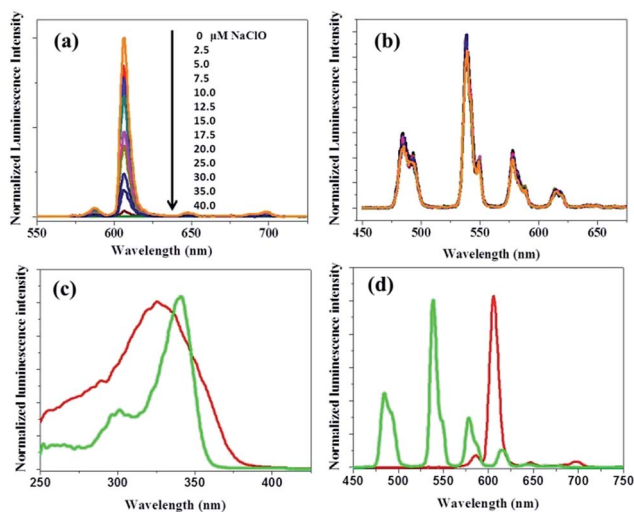 (a)
0 μM NaClO
2.5
5.0
7.5
10.0
12.5
15.0
17.5
20.0
25.0
30.0
35.0
40.0
Normalized Luminescence Intensity
550 600 650 700
Wavelength (nm)
(b)
Normalized Luminescence Intensity
450 500 550 600 650
Wavelength (nm)
(c)
Normalized luminescence intensity
250 300 350 400
Wavelength (nm)
(d)
Normalized luminescence intensity
450 500 550 600 650 700 750
Wavelength (nm)